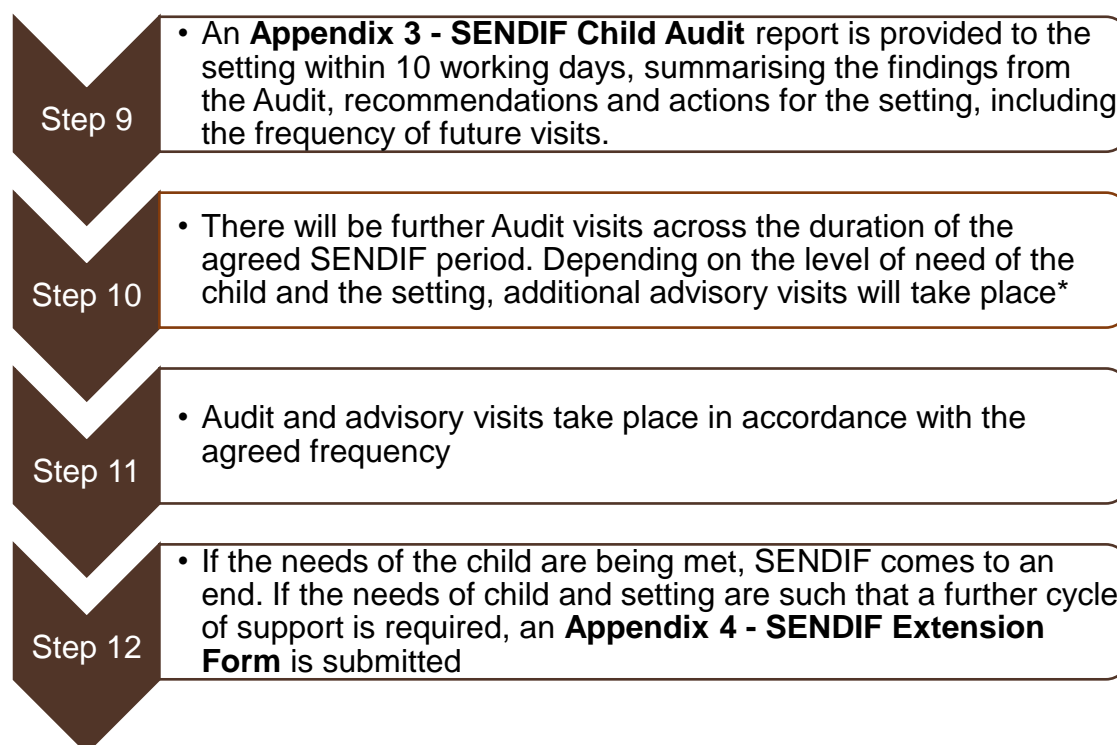 Step 9
• An Appendix 3 - SENDIF Child Audit report is provided to the
setting within 10 working days, summarising the findings from
the Audit, recommendations and actions for the setting, including
the frequency of future visits.
Step 10
• There will be further Audit visits across the duration of the
agreed SENDIF period. Depending on the level of need of the
child and the setting, additional advisory visits will take place*
Step 11
• Audit and advisory visits take place in accordance with the
agreed frequency
Step 12
• If the needs of the child are being met, SENDIF comes to an
end. If the needs of child and setting are such that a further cycle
of support is required, an Appendix 4 - SENDIF Extension
Form is submitted